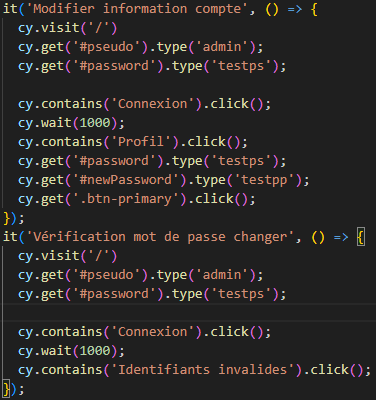 it('Modifier information compte', () => {
  cy.visit('/')
  cy.get('#pseudo').type('admin');
  cy.get('#password').type('testps');

  cy.contains('Connexion').click();
  cy.wait(1000);
  cy.contains('Profil').click();
  cy.get('#password').type('testps');
  cy.get('#newPassword').type('testpp');
  cy.get('.btn-primary').click();
});
it('Vérification mot de passe changer', () => {
  cy.visit('/')
  cy.get('#pseudo').type('admin');
  cy.get('#password').type('testps');

  cy.contains('Connexion').click();
  cy.wait(1000);
  cy.contains('Identifiants invalides').click();
});